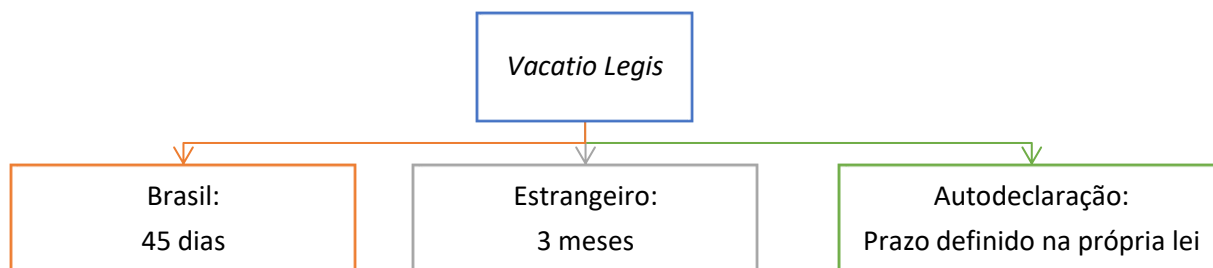 Vacatio Legis
Brasil:
45 dias
Estrangeiro:
3 meses
Autodeclaração:
Prazo definido na própria lei